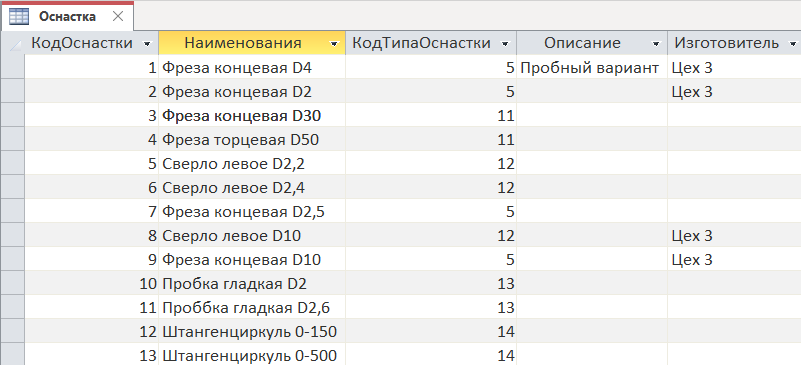 Оснастка
КодОснастки Наименования КодТипаОснастки Описание Изготовитель
1 Фреза концевая D4 5 Пробный вариант Цех 3
2 Фреза концевая D2 5 Цех 3
3 Фреза концевая D30 11
4 Фреза торцевая D50 11
5 Сверло левое D2,2 12
6 Сверло левое D2,4 12
7 Фреза концевая D2,5 5
8 Сверло левое D10 12 Цех 3
9 Фреза концевая D10 5 Цех 3
10 Пробка гладкая D2 13
11 Проббка гладкая D2,6 13
12 Штангенциркуль 0-150 14
13 Штангенциркуль 0-500 14